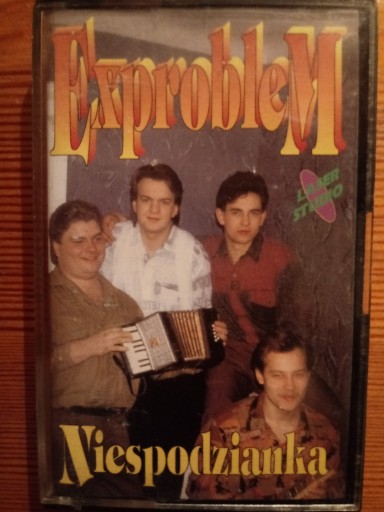 ExprobleM
LASER
STUDIO
Niespodzianka